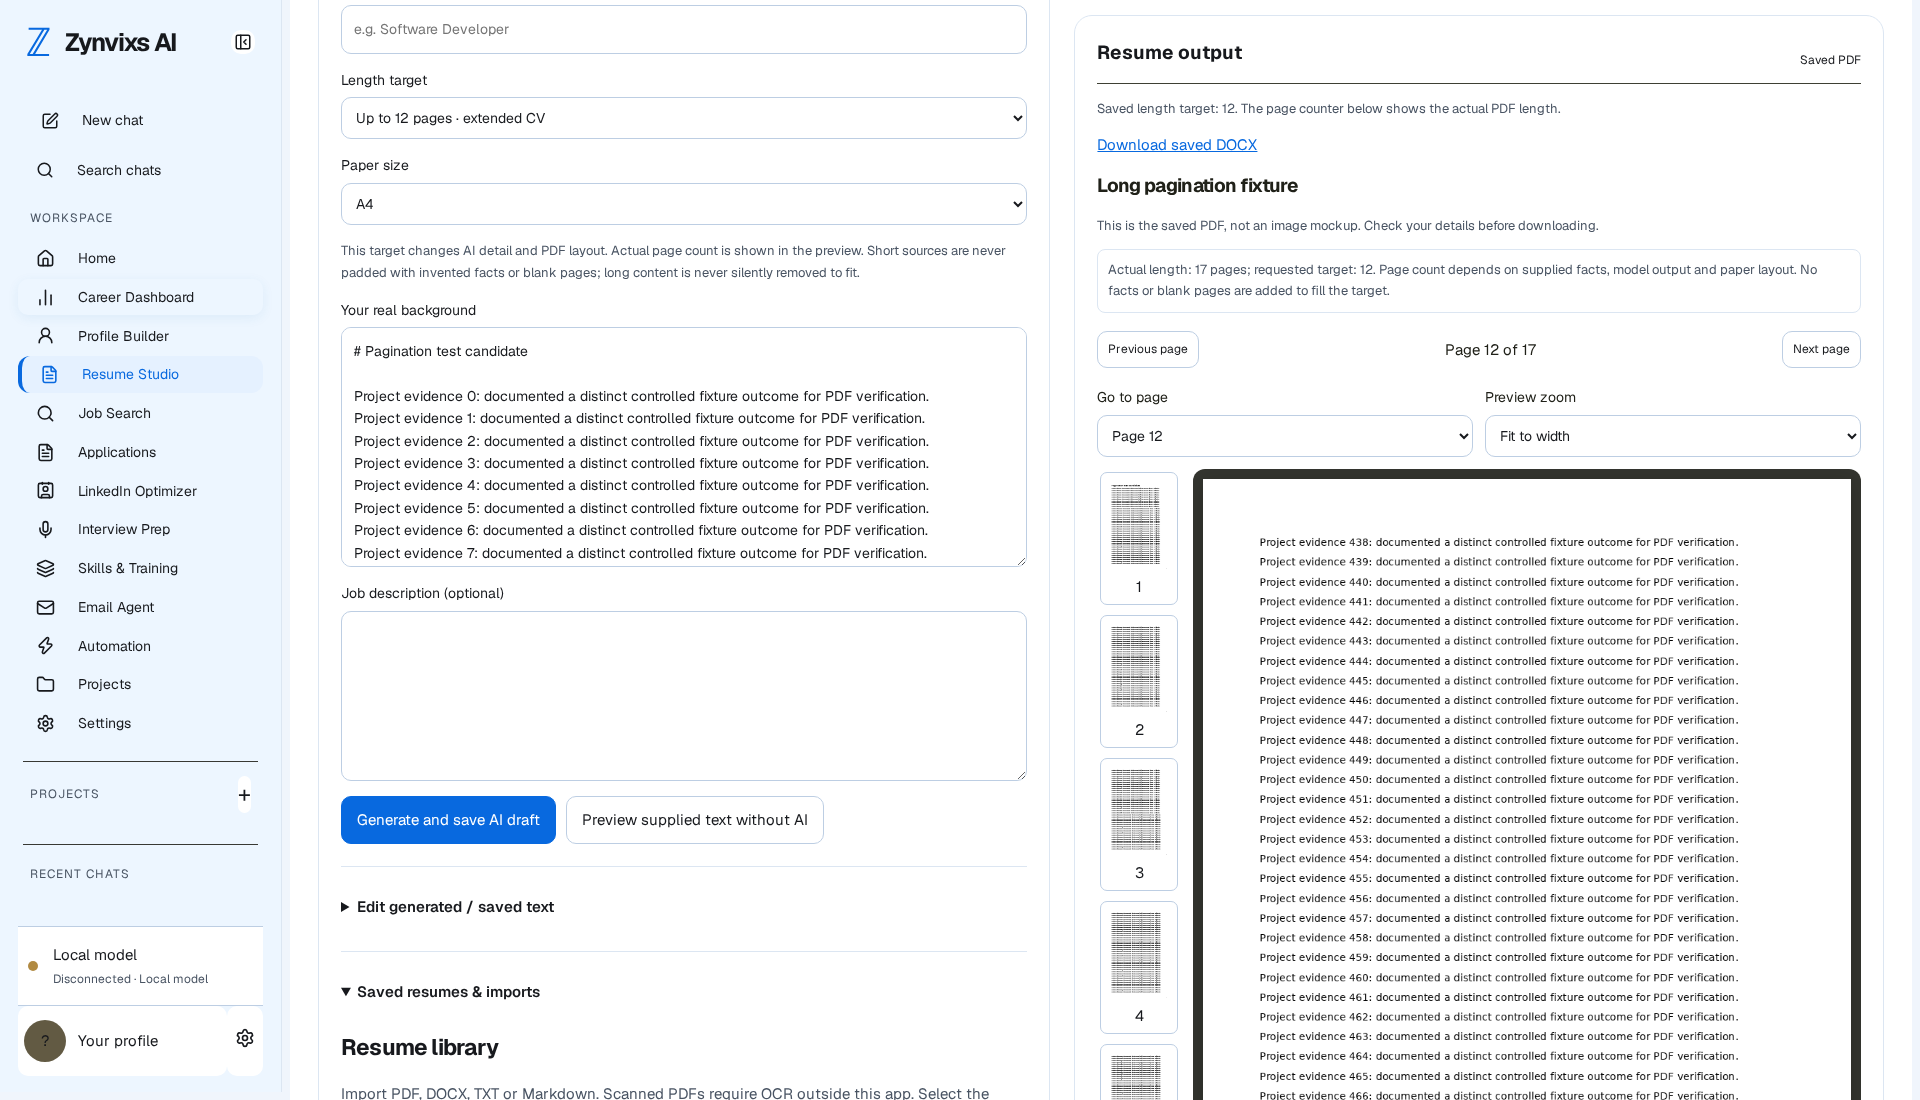 Zynvixs AI
New chat
Search chats
WORKSPACE
Home
Career Dashboard
Profile Builder
Resume Studio
Job Search
Applications
LinkedIn Optimizer
Interview Prep
Skills & Training
Email Agent
Automation
Projects
Settings
PROJECTS
+
RECENT CHATS
Local model
Disconnected · Local model
?
Your profile
e.g. Software Developer
Length target
Up to 12 pages · extended CV
Paper size
A4
This target changes AI detail and PDF layout. Actual page count is shown in the preview. Short sources are never
padded with invented facts or blank pages; long content is never silently removed to fit.
Your real background
# Pagination test candidate
Project evidence 0: documented a distinct controlled fixture outcome for PDF verification.
Project evidence 1: documented a distinct controlled fixture outcome for PDF verification.
Project evidence 2: documented a distinct controlled fixture outcome for PDF verification.
Project evidence 3: documented a distinct controlled fixture outcome for PDF verification.
Project evidence 4: documented a distinct controlled fixture outcome for PDF verification.
Project evidence 5: documented a distinct controlled fixture outcome for PDF verification.
Project evidence 6: documented a distinct controlled fixture outcome for PDF verification.
Project evidence 7: documented a distinct controlled fixture outcome for PDF verification.
Job description (optional)
Generate and save AI draft
Preview supplied text without AI
Edit generated / saved text
Saved resumes & imports
Resume library
Import PDF, DOCX, TXT or Markdown. Scanned PDFs require OCR outside this app. Select the
Resume output
Saved PDF
Saved length target: 12. The page counter below shows the actual PDF length.
Download saved DOCX
Long pagination fixture
This is the saved PDF, not an image mockup. Check your details before downloading.
Actual length: 17 pages; requested target: 12. Page count depends on supplied facts, model output and paper layout. No
facts or blank pages are added to fill the target.
Previous page
Page 12 of 17
Next page
Go to page
Preview zoom
Page 12
Fit to width
1
2
3
4
Project evidence 438: documented a distinct controlled fixture outcome for PDF verification.
Project evidence 439: documented a distinct controlled fixture outcome for PDF verification.
Project evidence 440: documented a distinct controlled fixture outcome for PDF verification.
Project evidence 441: documented a distinct controlled fixture outcome for PDF verification.
Project evidence 442: documented a distinct controlled fixture outcome for PDF verification.
Project evidence 443: documented a distinct controlled fixture outcome for PDF verification.
Project evidence 444: documented a distinct controlled fixture outcome for PDF verification.
Project evidence 445: documented a distinct controlled fixture outcome for PDF verification.
Project evidence 446: documented a distinct controlled fixture outcome for PDF verification.
Project evidence 447: documented a distinct controlled fixture outcome for PDF verification.
Project evidence 448: documented a distinct controlled fixture outcome for PDF verification.
Project evidence 449: documented a distinct controlled fixture outcome for PDF verification.
Project evidence 450: documented a distinct controlled fixture outcome for PDF verification.
Project evidence 451: documented a distinct controlled fixture outcome for PDF verification.
Project evidence 452: documented a distinct controlled fixture outcome for PDF verification.
Project evidence 453: documented a distinct controlled fixture outcome for PDF verification.
Project evidence 454: documented a distinct controlled fixture outcome for PDF verification.
Project evidence 455: documented a distinct controlled fixture outcome for PDF verification.
Project evidence 456: documented a distinct controlled fixture outcome for PDF verification.
Project evidence 457: documented a distinct controlled fixture outcome for PDF verification.
Project evidence 458: documented a distinct controlled fixture outcome for PDF verification.
Project evidence 459: documented a distinct controlled fixture outcome for PDF verification.
Project evidence 460: documented a distinct controlled fixture outcome for PDF verification.
Project evidence 461: documented a distinct controlled fixture outcome for PDF verification.
Project evidence 462: documented a distinct controlled fixture outcome for PDF verification.
Project evidence 463: documented a distinct controlled fixture outcome for PDF verification.
Project evidence 464: documented a distinct controlled fixture outcome for PDF verification.
Project evidence 465: documented a distinct controlled fixture outcome for PDF verification.
Project evidence 466: documented a distinct controlled fixture outcome for PDF verification.